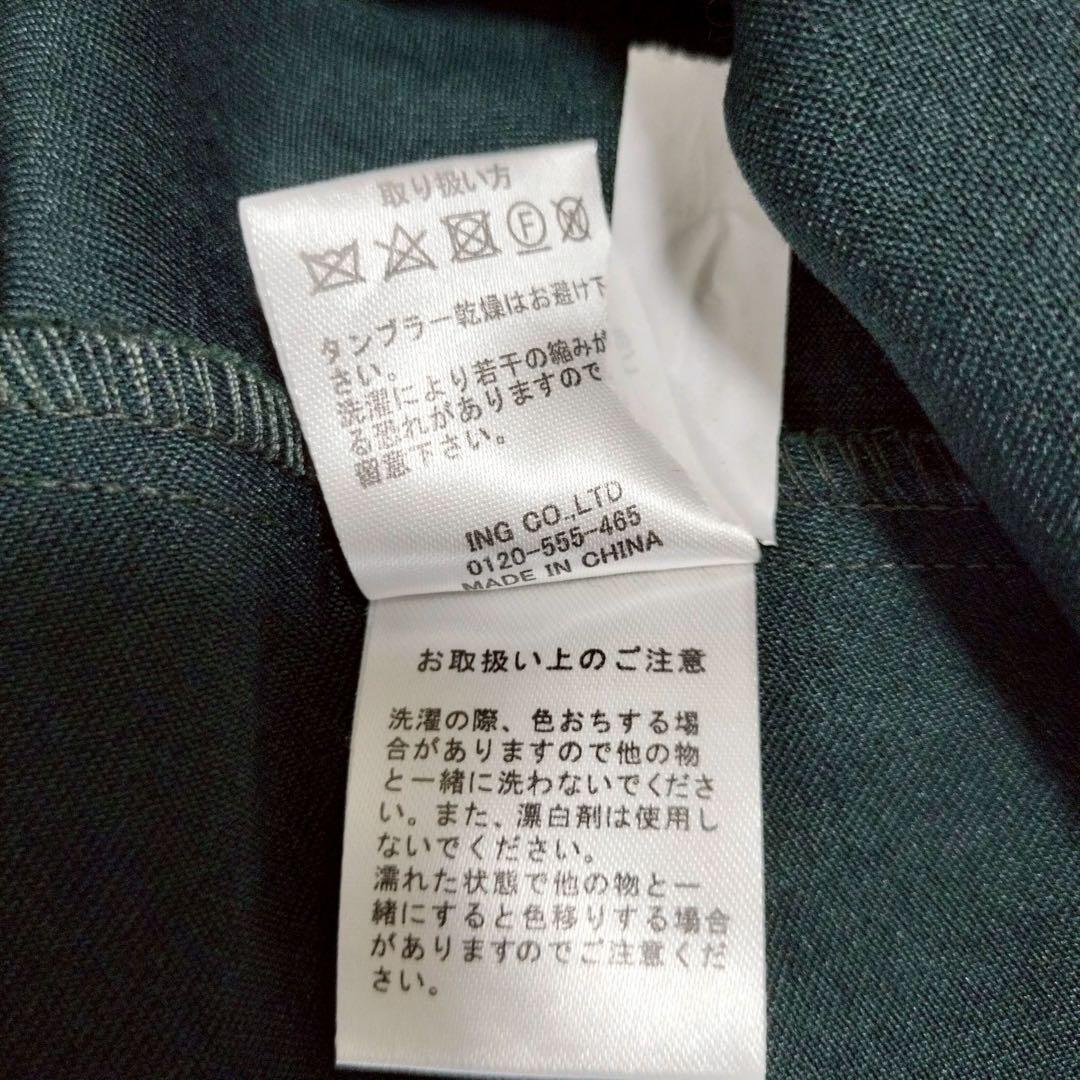 取り扱い方
F W
タンブラー乾燥はお避け下
さい。
洗濯により若干の縮みが
る恐れがありますので
留意下さい。
ING CO.,LTD
0120-555-465
MADE IN CHINA
お取扱い上のご注意
洗濯の際、色おちする場
合がありますので他の物
と一緒に洗わないでくださ
い。また、漂白剤は使用し
ないでください。
濡れた状態で他の物と一
緒にすると色移りする場合
がありますのでご注意くだ
さい。